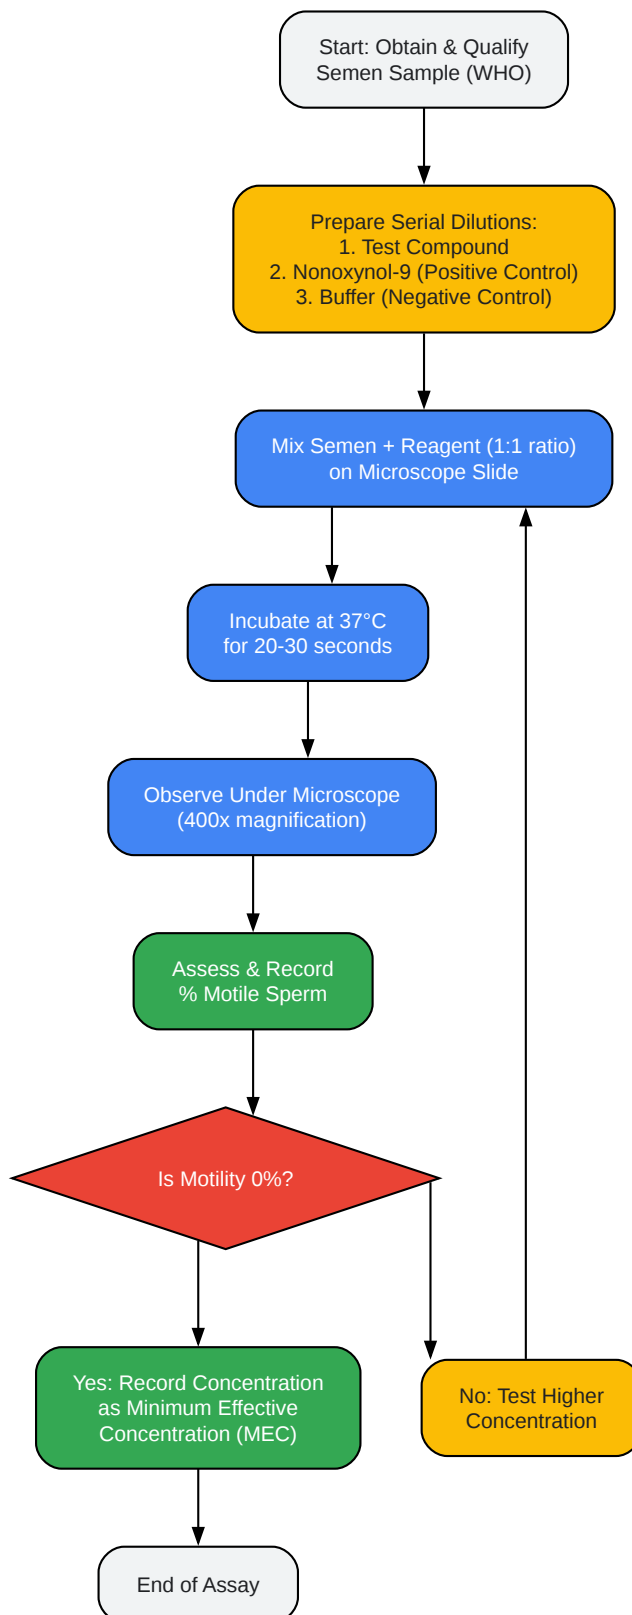 Start: Obtain & Qualify
Semen Sample (WHO)
Prepare Serial Dilutions:
1. Test Compound
2. Nonoxynol-9 (Positive Control)
3. Buffer (Negative Control)
Mix Semen + Reagent (1:1 ratio)
on Microscope Slide
Incubate at 37°C
for 20-30 seconds
Observe Under Microscope
(400x magnification)
Assess & Record
% Motile Sperm
Is Motility 0%?
Yes: Record Concentration
as Minimum Effective
Concentration (MEC)
No: Test Higher
Concentration
End of Assay